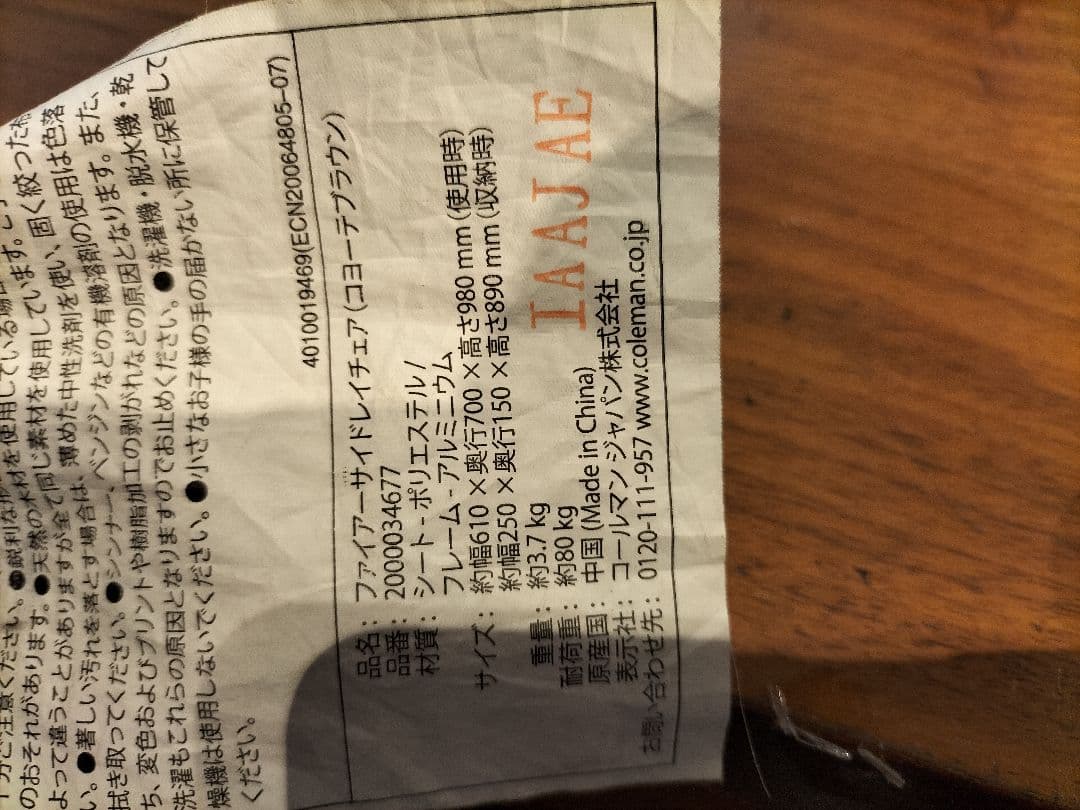 のおそれがあります。●天然の木材を使用しています。
よって違うことがありますが全て同じ素材を使用しています。
い。●著しい汚れを落とす場合は、薄めた中性洗剤を使い、固く絞った
拭き取ってください。●シンナー、ベンジンなどの有機溶剤の使用は色落
ち、変色およびプリントや樹脂加工の剥がれなどの原因となります。また、
洗濯もこれらの原因となりますのでお止めください。●洗濯機・脱水機・乾
燥機は使用しないでください。●小さなお子様の手の届かない所に保管して
ください。
4010019469(ECN20064805-07)
品名：ファイアーサイドドレイチェア(コヨーテブラウン)
品番：2000034677
材質：シート - ポリエステル /
フレーム - アルミニウム
サイズ：約幅610×奥行700×高さ980 mm (使用時)
約幅250×奥行150×高さ890 mm (収納時)
重量：約3.7 kg
耐荷重：約80 kg
原産国：中国 (Made in China)
表示社：コールマン ジャパン株式会社
お問い合わせ先：0120-111-957 www.coleman.co.jp
IAAJAE